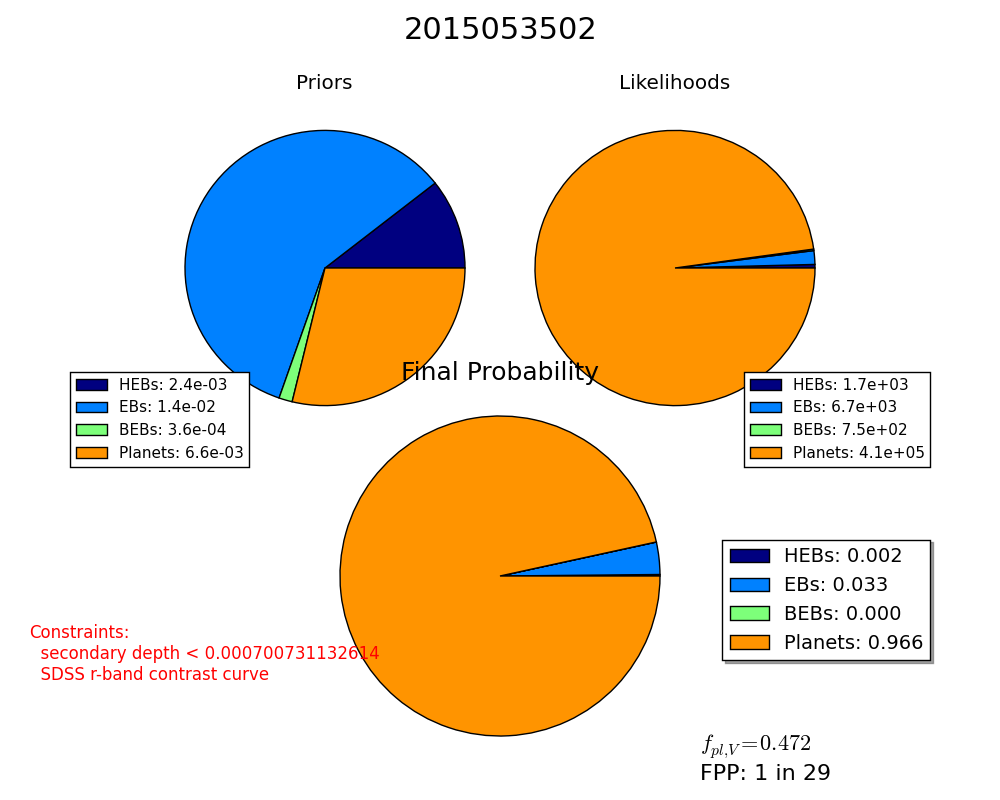 2015053502
Priors
Likelihoods
HEBs: 2.4e-03
EBs: 1.4e-02
BEBs: 3.6e-04
Planets: 6.6e-03
HEBs: 1.7e+03
EBs: 6.7e+03
BEBs: 7.5e+02
Planets: 4.1e+05
Final Probability
HEBs: 0.002
EBs: 0.033
BEBs: 0.000
Planets: 0.966
Constraints:
secondary depth < 0.000700731132614
SDSS r-band contrast curve
f_{pl,V}=0.472
FPP: 1 in 29